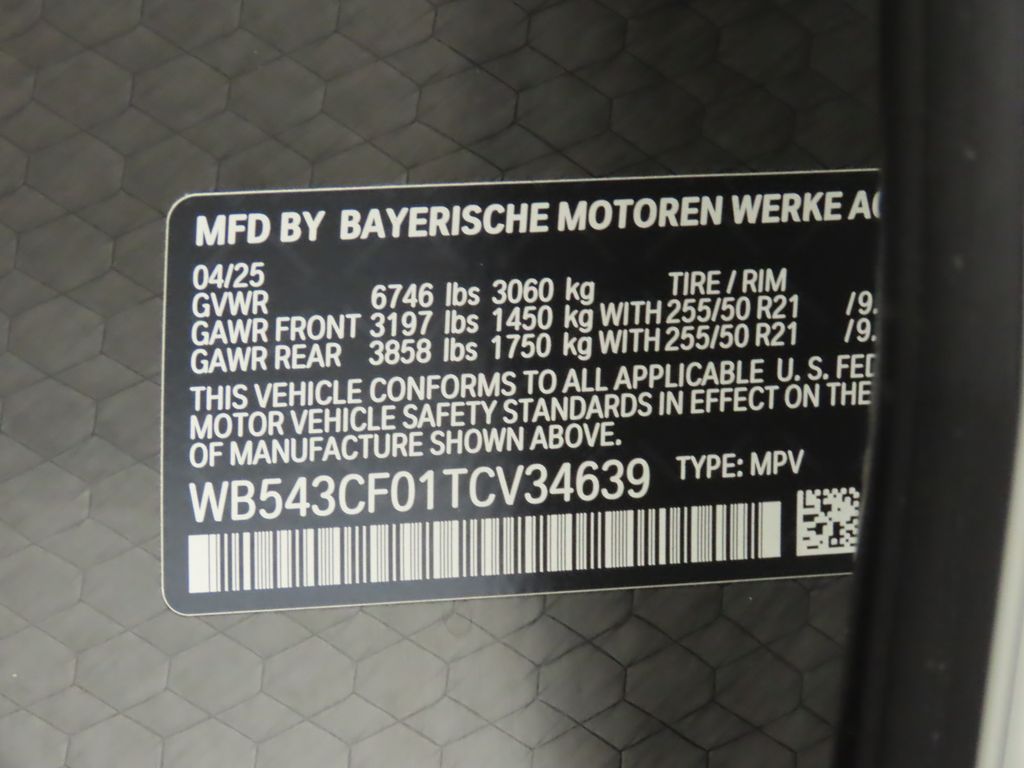 MFD BY BAYERISCHE MOTOREN WERKE
04/25
GVWR 6746 lbs 3060 kg TIRE / RIM
GAWR FRONT 3197 lbs 1450 kg WITH 255/50 R21 /9.
GAWR REAR 3858 lbs 1750 kg WITH 255/50 R21 /9.
THIS VEHICLE CONFORMS TO ALL APPLICABLE U. S.
MOTOR VEHICLE SAFETY STANDARDS IN EFFECT ON THE
OF MANUFACTURE SHOWN ABOVE.
WB543CF01TCV34639 TYPE: MPV